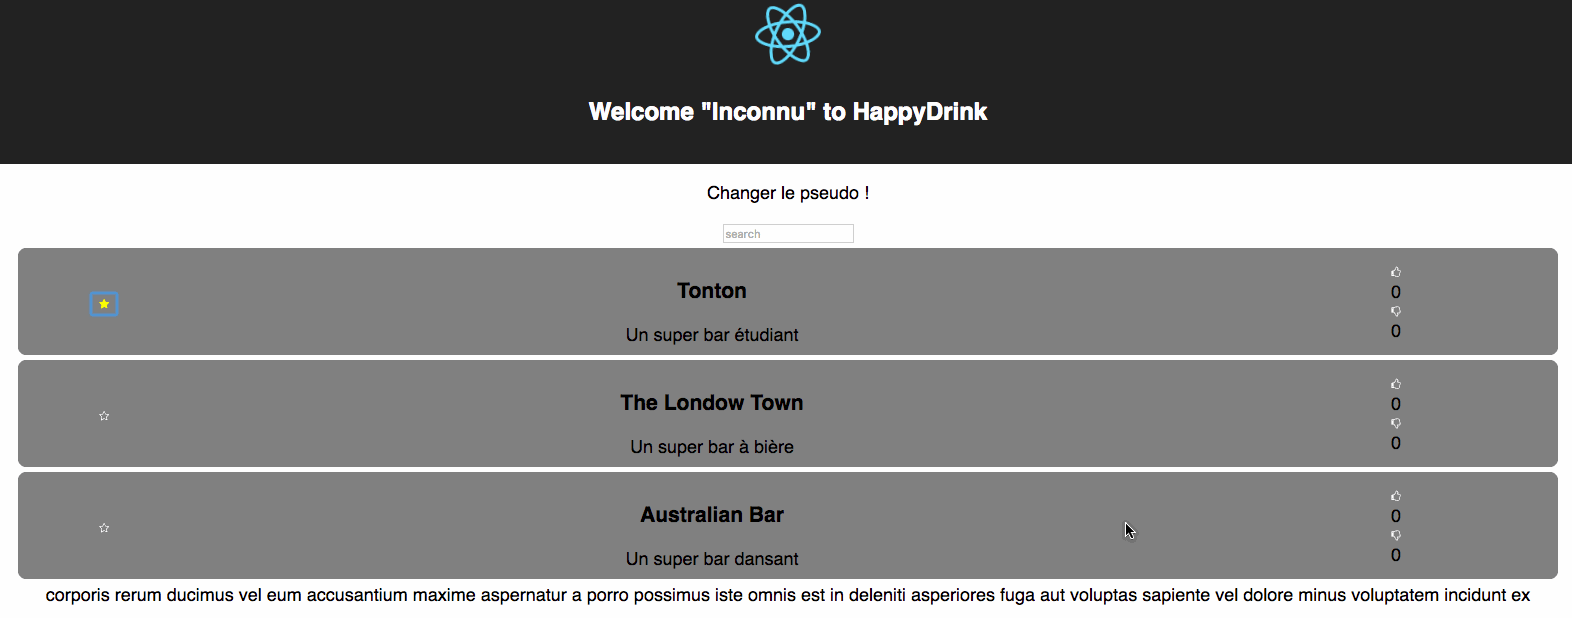 Welcome "Inconnu" to HappyDrink
Changer le pseudo !
search
Tonton
Un super bar étudiant
0
0
The Londow Town
Un super bar à bière
0
0
Australian Bar
Un super bar dansant
0
0
corporis rerum ducimus vel eum accusantium maxime aspernatur a porro possimus iste omnis est in deleniti asperiores fuga aut voluptas sapiente vel dolore minus voluptatem incidunt ex